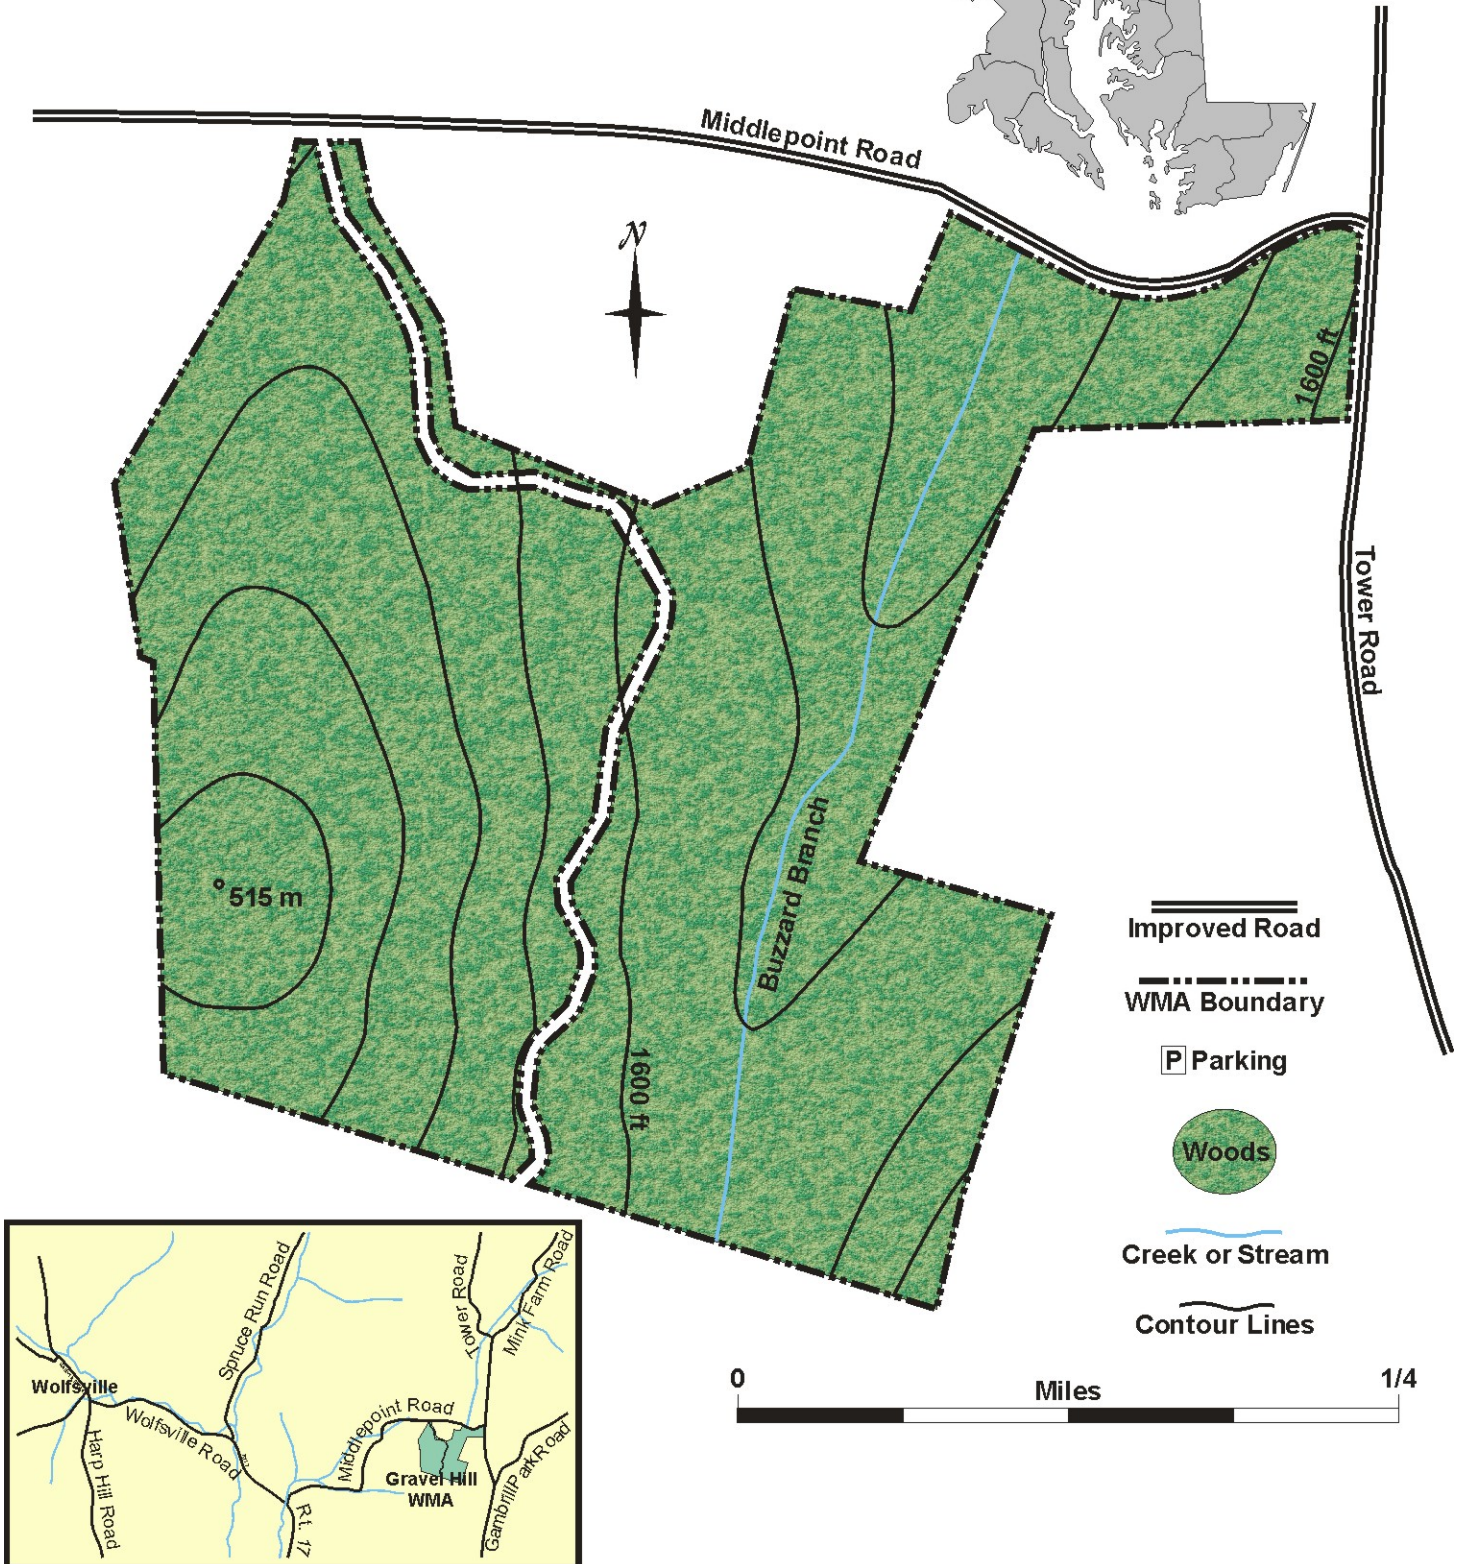 Middlepoint Road
N
1600 ft
Tower Road
515 m
Buzzard Branch
1600 ft
Improved Road
WMA Boundary
P Parking
Woods
Creek or Stream
Contour Lines
0
1/4
Miles
Spruce Run Road
Tower Road
Mink Farm Road
Wolfsville
Wolfsville Road
Harp Hill Road
Middlepoint Road
Gravel Hill
WMA
Gambrill Park Road
Rt. 17